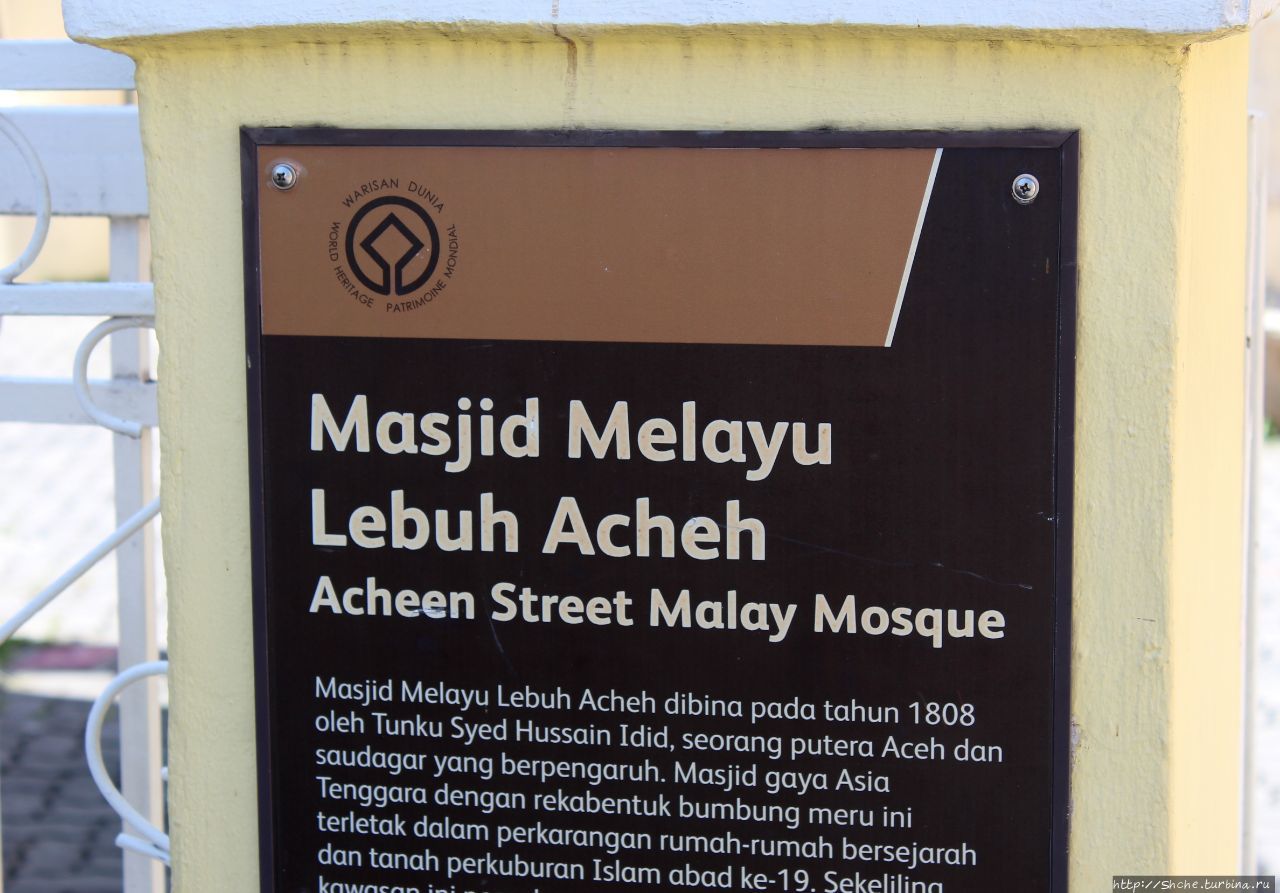 WARISAN DUNIA
WORLD HERITAGE
PATRIMOINE MONDIAL
Masjid Melayu
Lebuh Acheh
Acheen Street Malay Mosque
Masjid Melayu Lebuh Acheh dibina pada tahun 1808
oleh Tunku Syed Hussain Idid, seorang putera Aceh dan
saudagar yang berpengaruh. Masjid gaya Asia
Tenggara dengan rekabentuk bumbung meru ini
terletak dalam perkarangan rumah-rumah bersejarah
dan tanah perkuburan Islam abad ke-19. Sekeliling
kawasan ini
http://Shche.turbina.ru